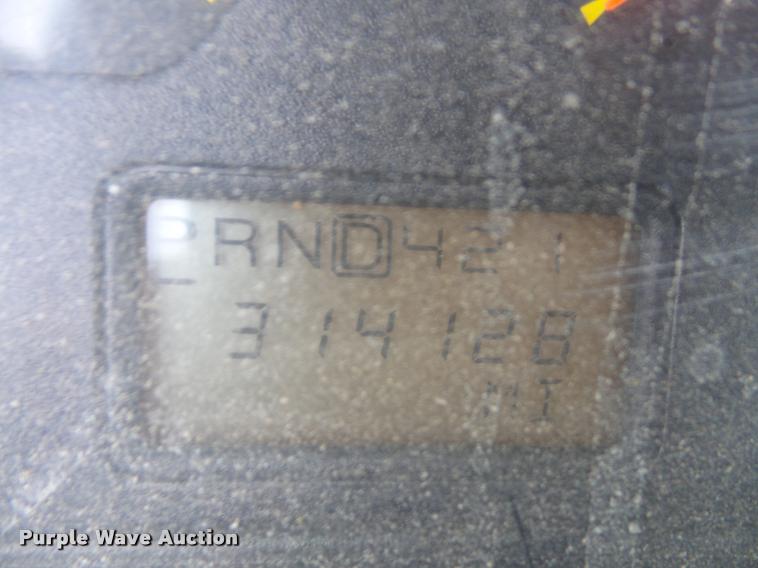 PRND421
314128
MI
Purple Wave Auction